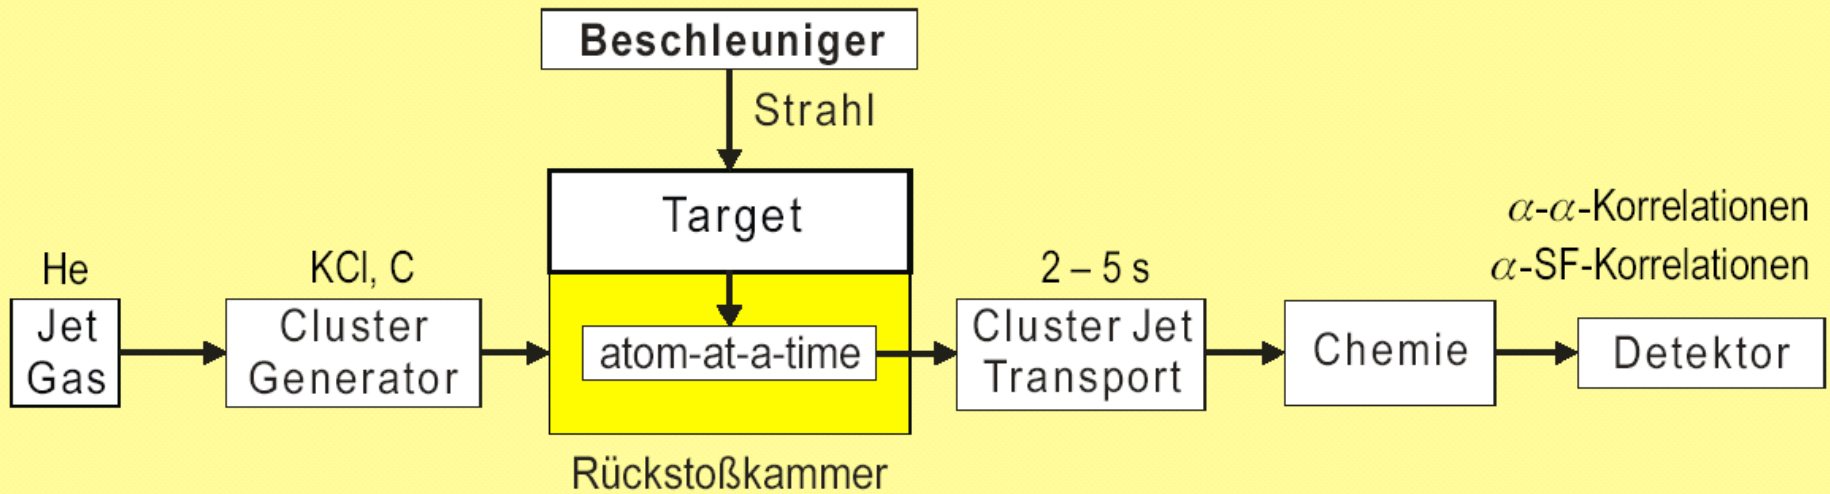 Beschleuniger
Strahl
Target
α-α-Korrelationen
α-SF-Korrelationen
He
KCl, C
2 – 5 s
Jet
Gas
Cluster
Generator
atom-at-a-time
Cluster Jet
Transport
Chemie
Detektor
Rückstoßkammer